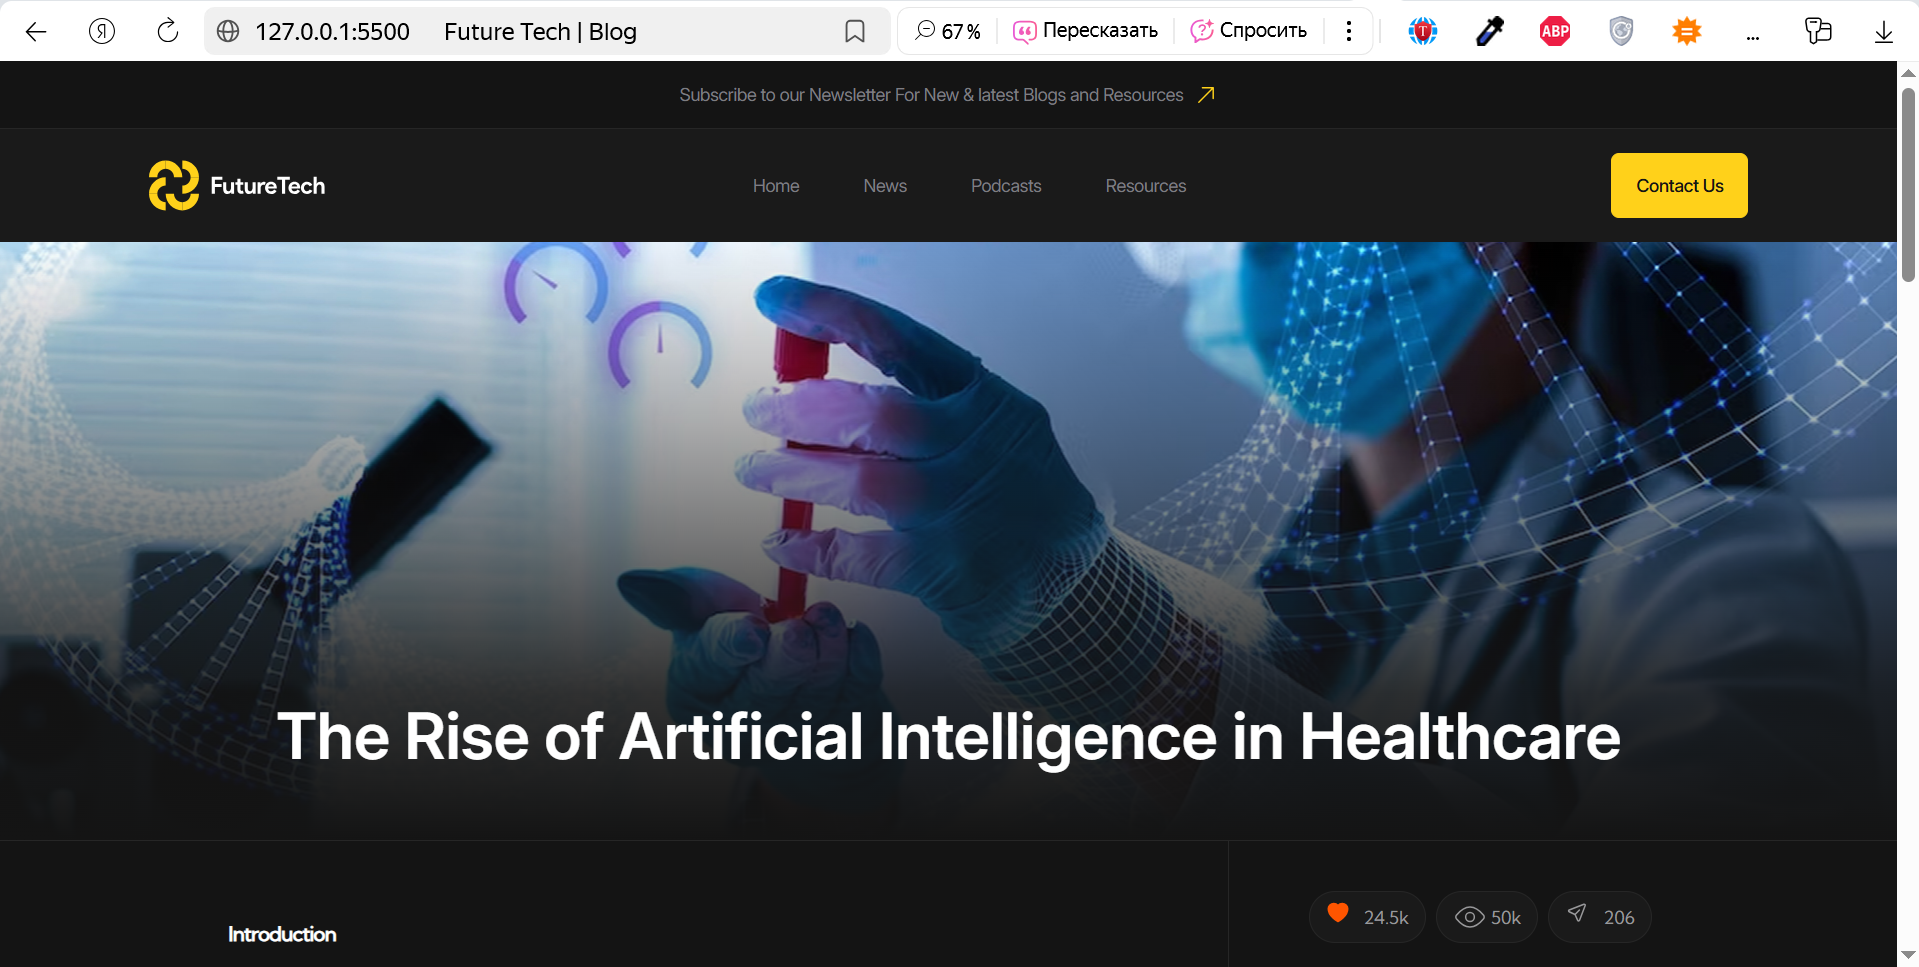 127.0.0.1:5500 Future Tech | Blog 67 % Пересказать Спросить ABP
Subscribe to our Newsletter For New & latest Blogs and Resources
FutureTech Home News Podcasts Resources Contact Us
The Rise of Artificial Intelligence in Healthcare
24.5k 50k 206
Introduction